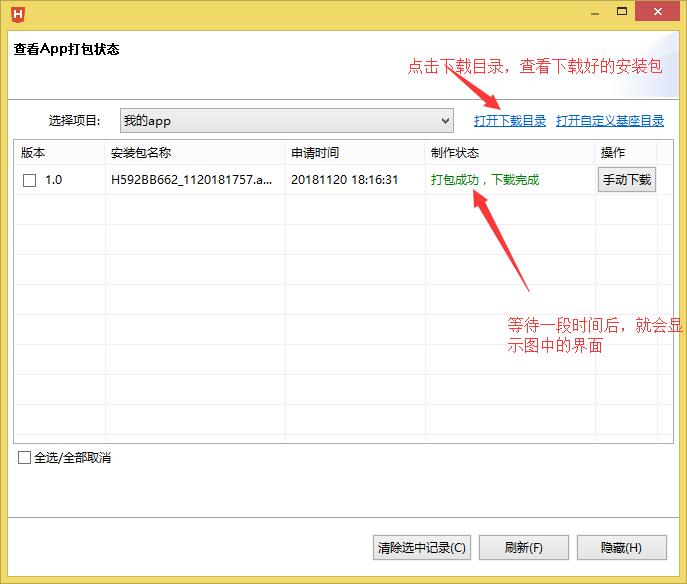 H
查看App打包状态
点击下载目录，查看下载好的安装包
选择项目: 我的app 打开下载目录 打开自定义基座目录
版本 安装包名称 申请时间 制作状态 操作
1.0 H592BB662_1120181757.a... 20181120 18:16:31 打包成功，下载完成 手动下载
等待一段时间后，就会显
示图中的界面
全选/全部取消
清除选中记录(C) 刷新(F) 隐藏(H)